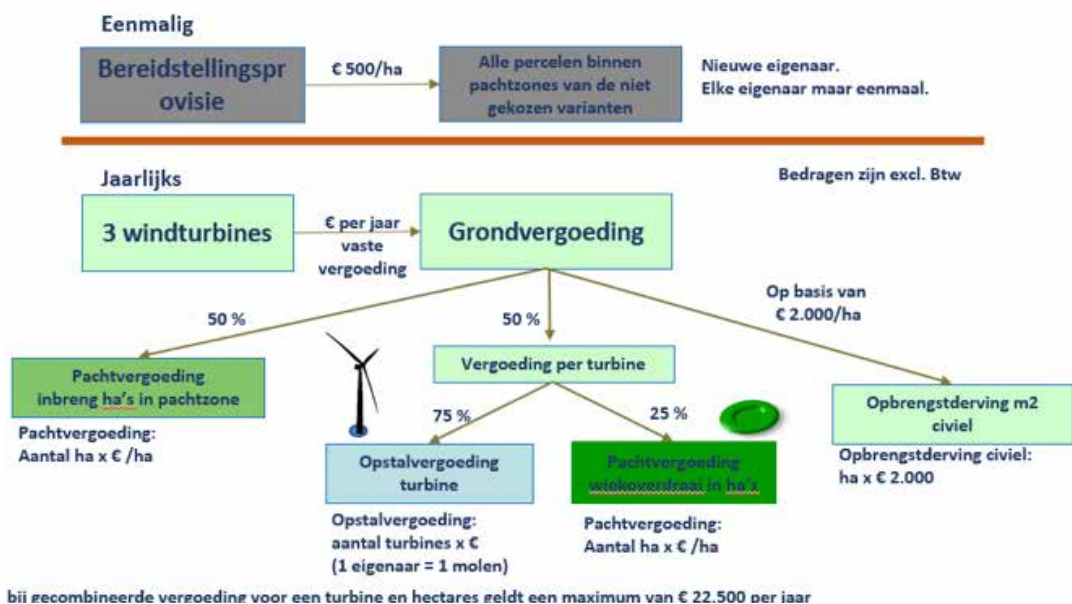 Eenmalig
Bereidstellingspr
ovisie
€ 500/ha
Alle percelen binnen
pachtzones van de niet
gekozen varianten
Nieuwe eigenaar.
Elke eigenaar maar eenmaal.
Jaarlijks
Bedragen zijn excl. Btw
3 windturbines
€ per jaar
vaste
vergoeding
Grondvergoeding
Op basis van
€ 2.000/ha
50 %
50 %
Pachtvergoeding
inbreng ha's in pachtzone
Pachtvergoeding:
Aantal ha x € /ha
Vergoeding per turbine
75 %
25 %
Opstalvergoeding
turbine
Opstalvergoeding:
aantal turbines x €
(1 eigenaar = 1 molen)
Pachtvergoeding
wiekoverdraai in ha's
Pachtvergoeding:
Aantal ha x € /ha
Opbrengstderving m2
civiel
Opbrengstderving civiel:
ha x € 2.000
bij gecombineerde vergoeding voor een turbine en hectares geldt een maximum van € 22.500 per jaar